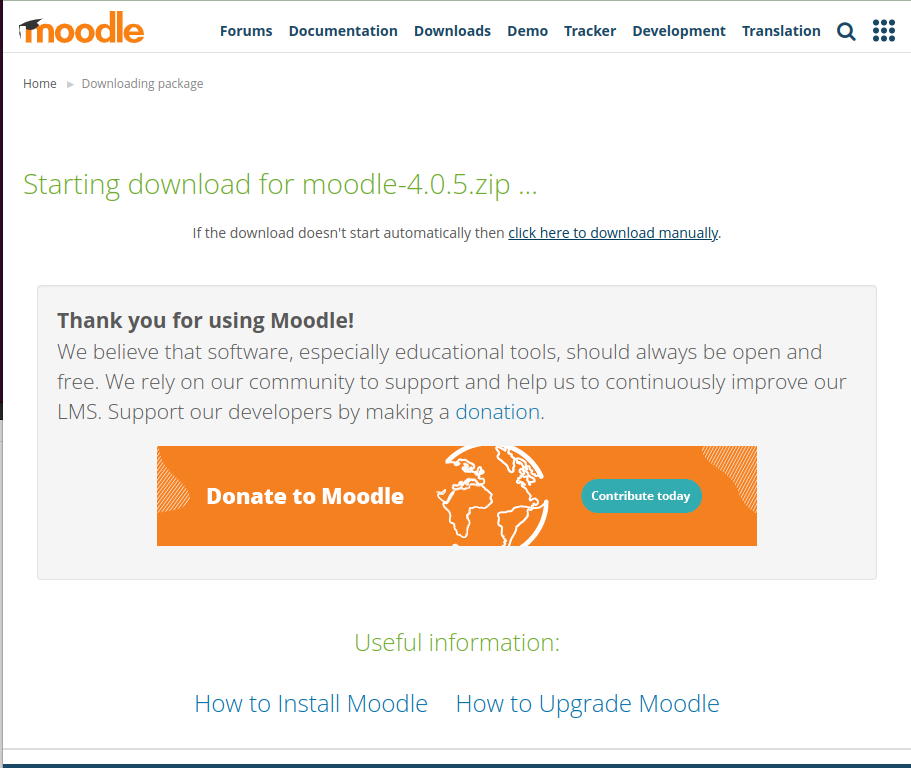 moodle
Forums Documentation Downloads Demo Tracker Development Translation
Home Downloading package
Starting download for moodle-4.0.5.zip ...
If the download doesn't start automatically then click here to download manually.
Thank you for using Moodle!
We believe that software, especially educational tools, should always be open and
free. We rely on our community to support and help us to continuously improve our
LMS. Support our developers by making a donation.
Donate to Moodle Contribute today
Useful information:
How to Install Moodle How to Upgrade Moodle